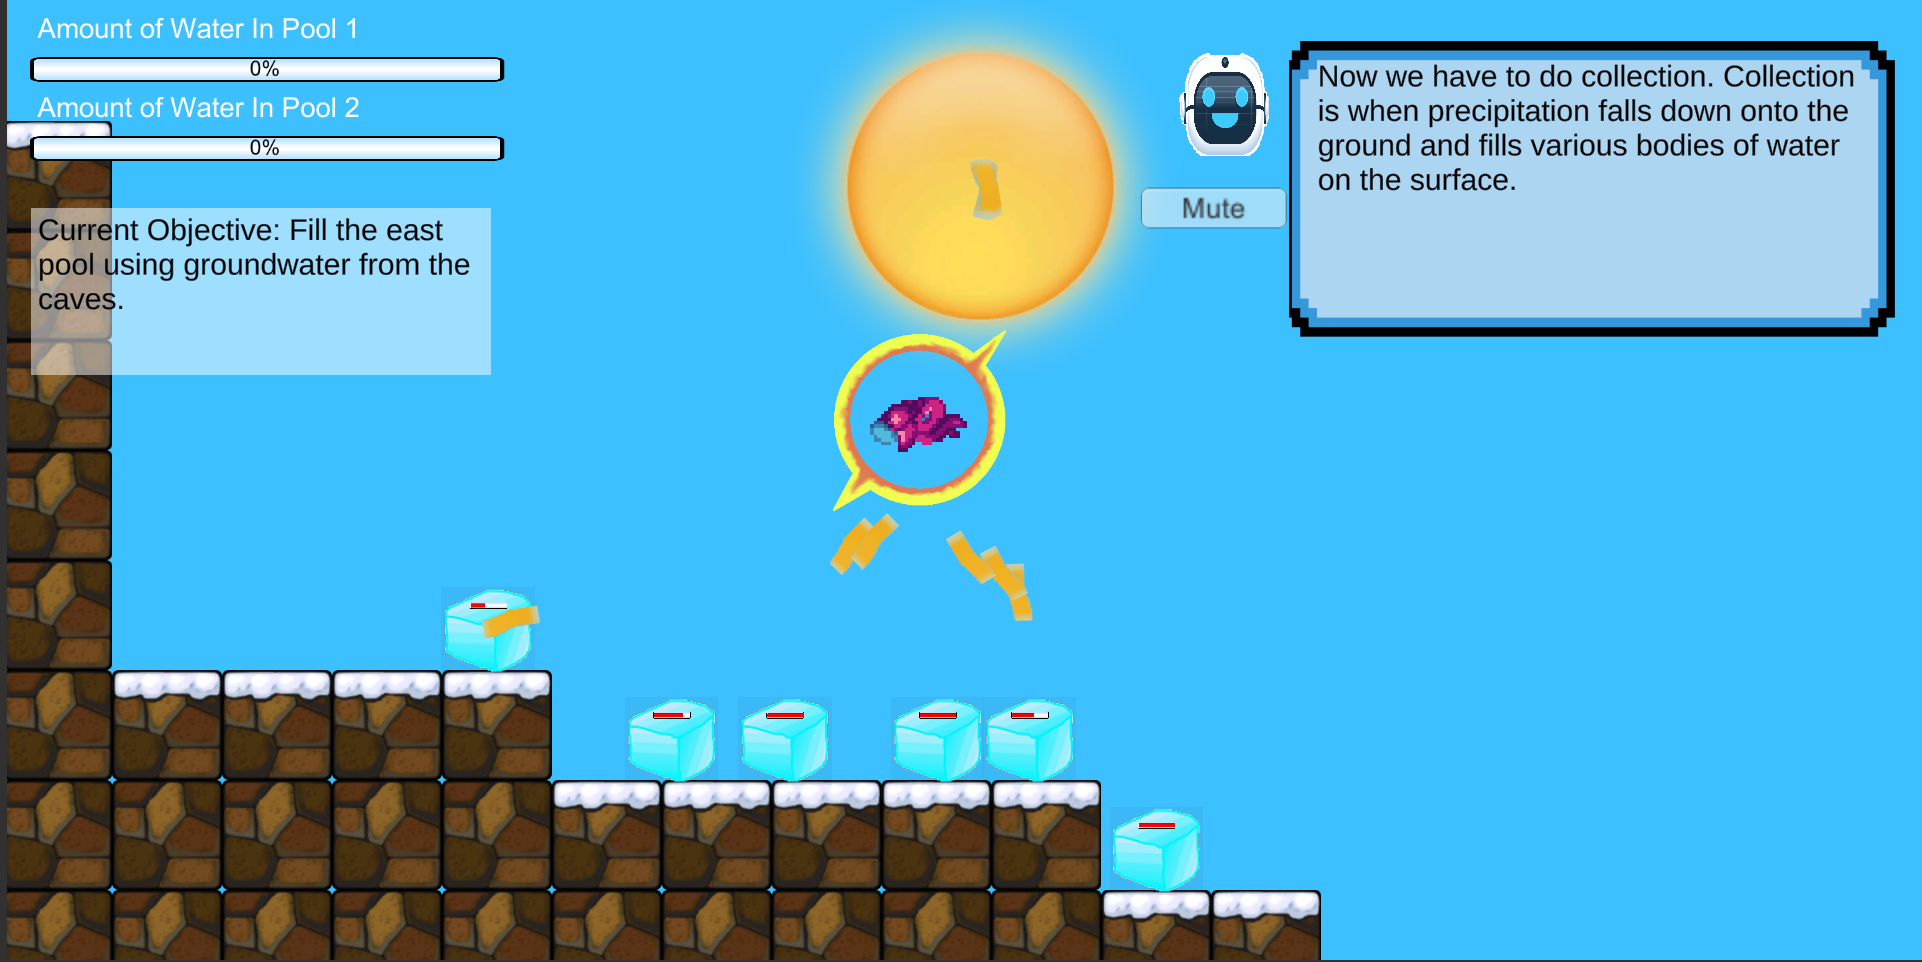 Amount of Water In Pool 1
0%
Amount of Water In Pool 2
0%
Current Objective: Fill the east
pool using groundwater from the
caves.
Mute
Now we have to do collection. Collection
is when precipitation falls down onto the
ground and fills various bodies of water
on the surface.